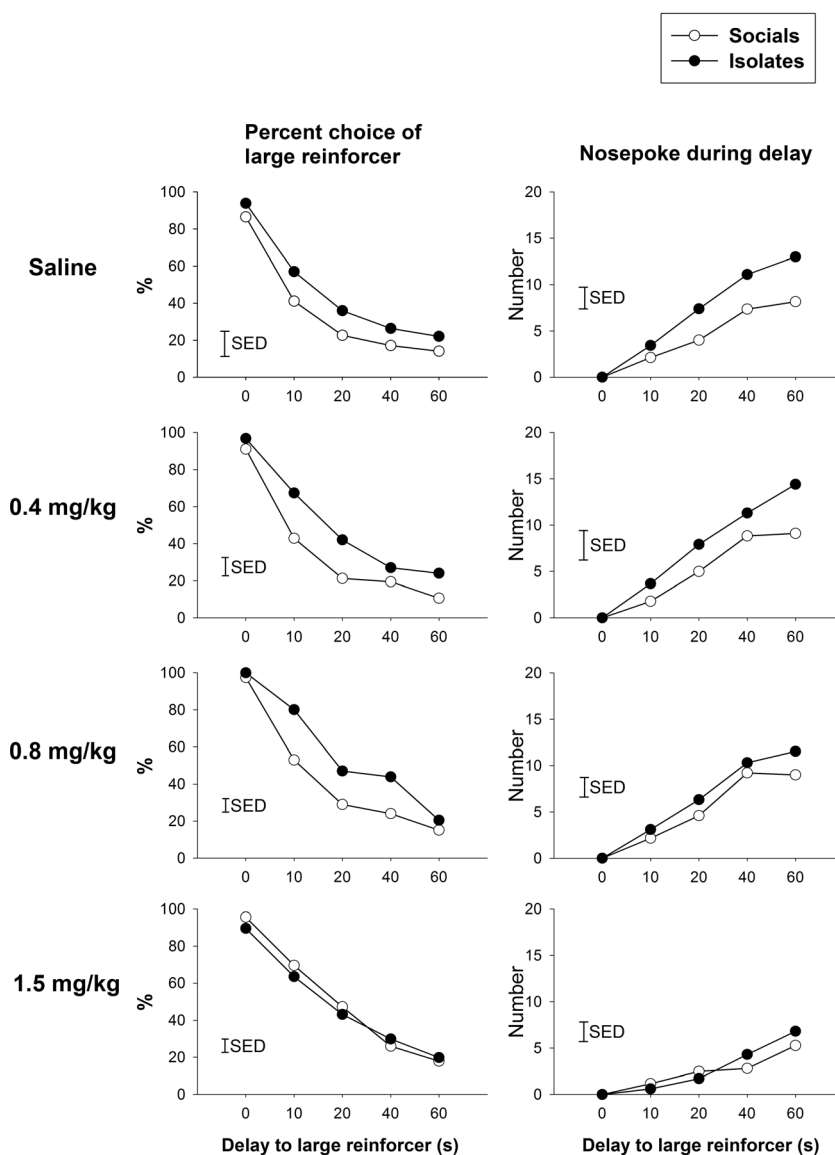 Socials
Isolates
Percent choice of
large reinforcer
Nosepoke during delay
Saline
%
100
80
60
40
20
0
SED
0 10 20 40 60
Number
20
15
10
5
0
SED
0 10 20 40 60
0.4 mg/kg
%
100
80
60
40
20
0
SED
0 10 20 40 60
Number
20
15
10
5
0
SED
0 10 20 40 60
0.8 mg/kg
%
100
80
60
40
20
0
SED
0 10 20 40 60
Number
20
15
10
5
0
SED
0 10 20 40 60
1.5 mg/kg
%
100
80
60
40
20
0
SED
0 10 20 40 60
Delay to large reinforcer (s)
Number
20
15
10
5
0
SED
0 10 20 40 60
Delay to large reinforcer (s)